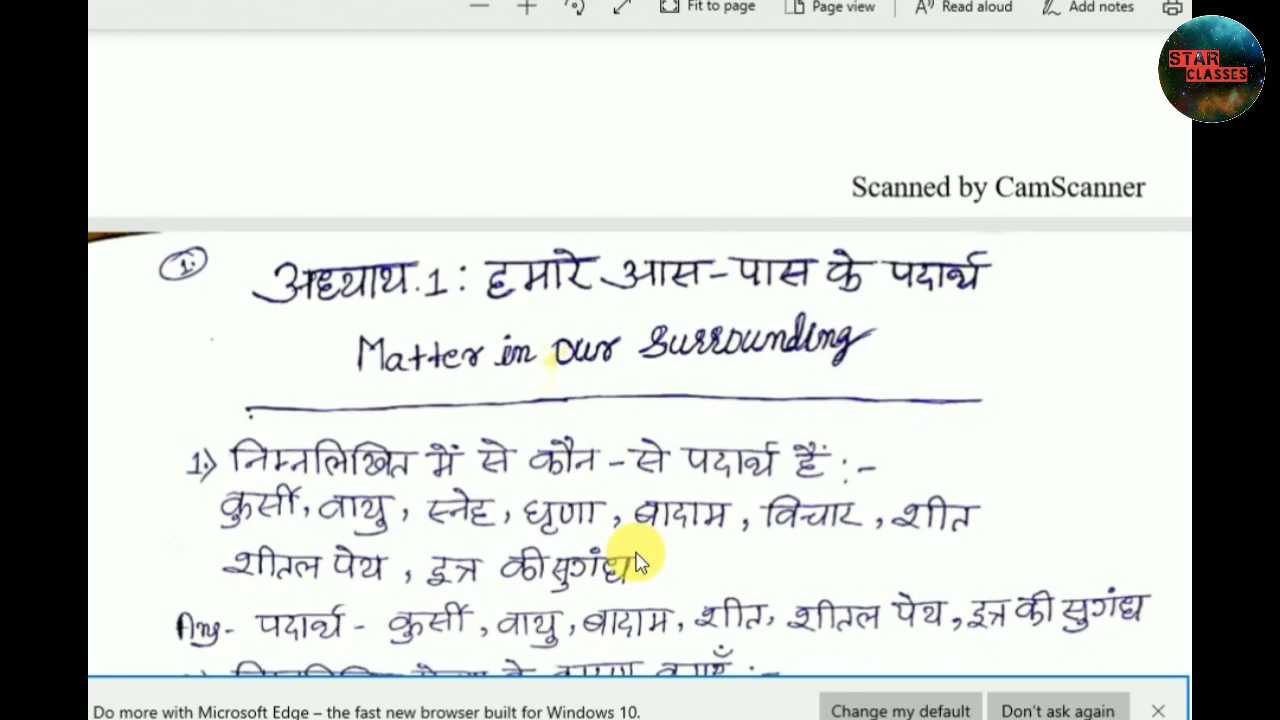 Fit to page Page view Read aloud Add notes
STAR
CLASSES
Scanned by CamScanner
1.
अध्याय.1: हमारे आस-पास के पदार्थ
Matter in our Surrounding
1.) निम्नलिखित में से कौन-से पदार्थ हैं :-
कुर्सी, वायु, स्नेह, घृणा, बादाम, विचार, शीत
शीतल पेय, इत्र की सुगंध
Ans- पदार्थ - कुर्सी, वायु, बादाम, शीत, शीतल पेय, इत्र की सुगंध
Do more with Microsoft Edge – the fast new browser built for Windows 10. Change my default Don't ask again